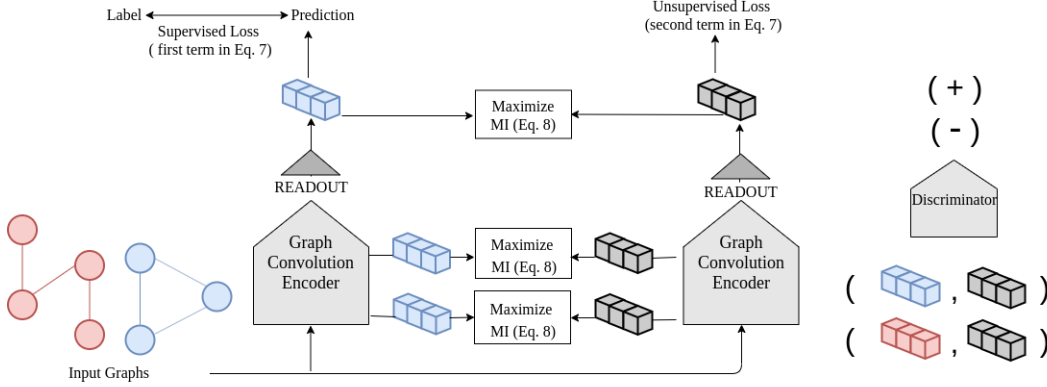 Label
Prediction
Supervised Loss
( first term in Eq. 7)
Unsupervised Loss
(second term in Eq. 7)
Maximize
MI (Eq. 8)
READOUT
READOUT
Graph
Convolution
Encoder
Maximize
MI (Eq. 8)
Maximize
MI (Eq. 8)
Graph
Convolution
Encoder
Input Graphs
( + )
( - )
Discriminator
( , )
( , )